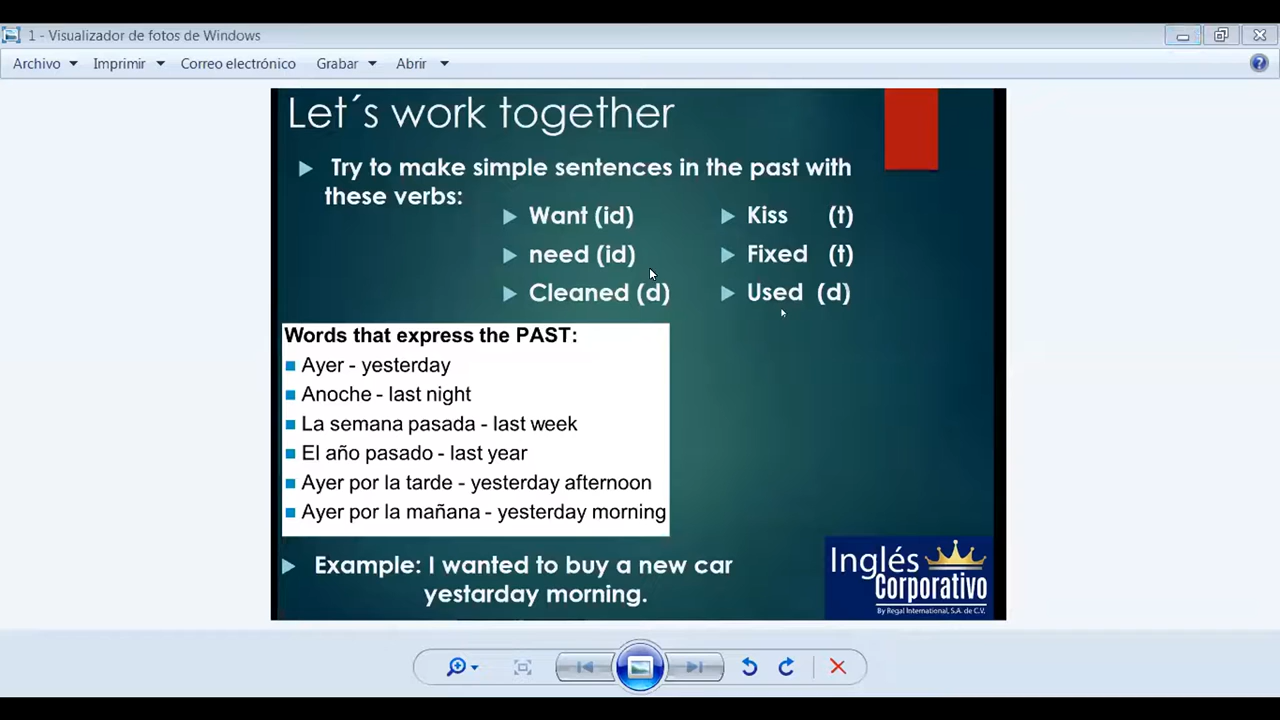 1 - Visualizador de fotos de Windows
Archivo Imprimir Correo electrónico Grabar Abrir
Let´s work together
Try to make simple sentences in the past with
these verbs:
Want (id)
need (id)
Cleaned (d)
Kiss (t)
Fixed (t)
Used (d)
Words that express the PAST:
Ayer - yesterday
Anoche - last night
La semana pasada - last week
El año pasado - last year
Ayer por la tarde - yesterday afternoon
Ayer por la mañana - yesterday morning
Example: I wanted to buy a new car
yestarday morning.
Inglés
Corporativo
By Regal International, S.A. de C.V.